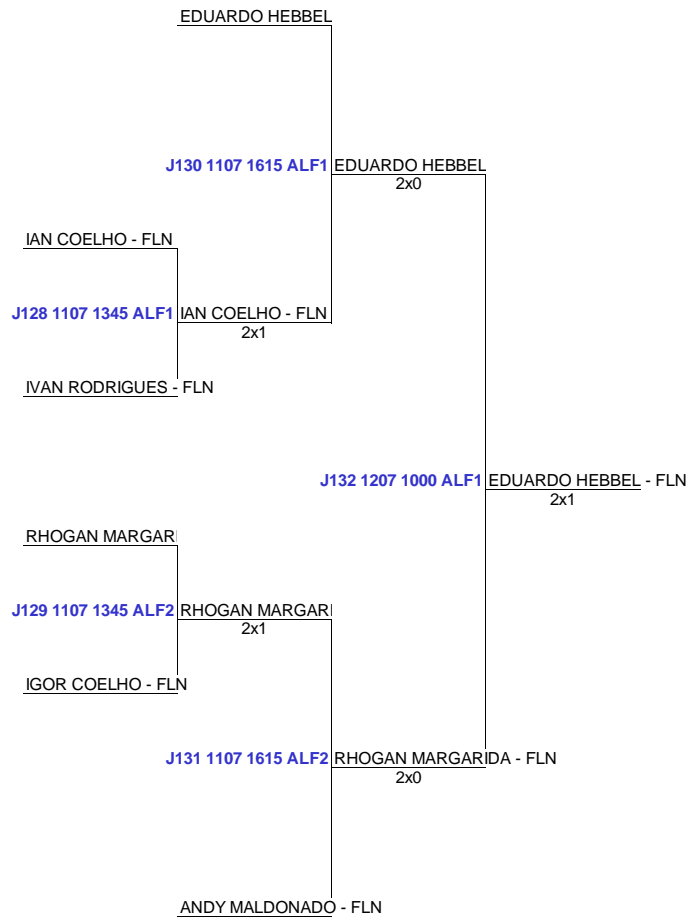 EDUARDO HEBBEL
J130 1107 1615 ALF1 EDUARDO HEBBEL
2x0
IAN COELHO - FLN
J128 1107 1345 ALF1 IAN COELHO - FLN
2x1
IVAN RODRIGUES - FLN
J132 1207 1000 ALF1 EDUARDO HEBBEL - FLN
2x1
RHOGAN MARGARI
J129 1107 1345 ALF2 RHOGAN MARGARI
2x1
IGOR COELHO - FLN
J131 1107 1615 ALF2 RHOGAN MARGARIDA - FLN
2x0
ANDY MALDONADO - FLN